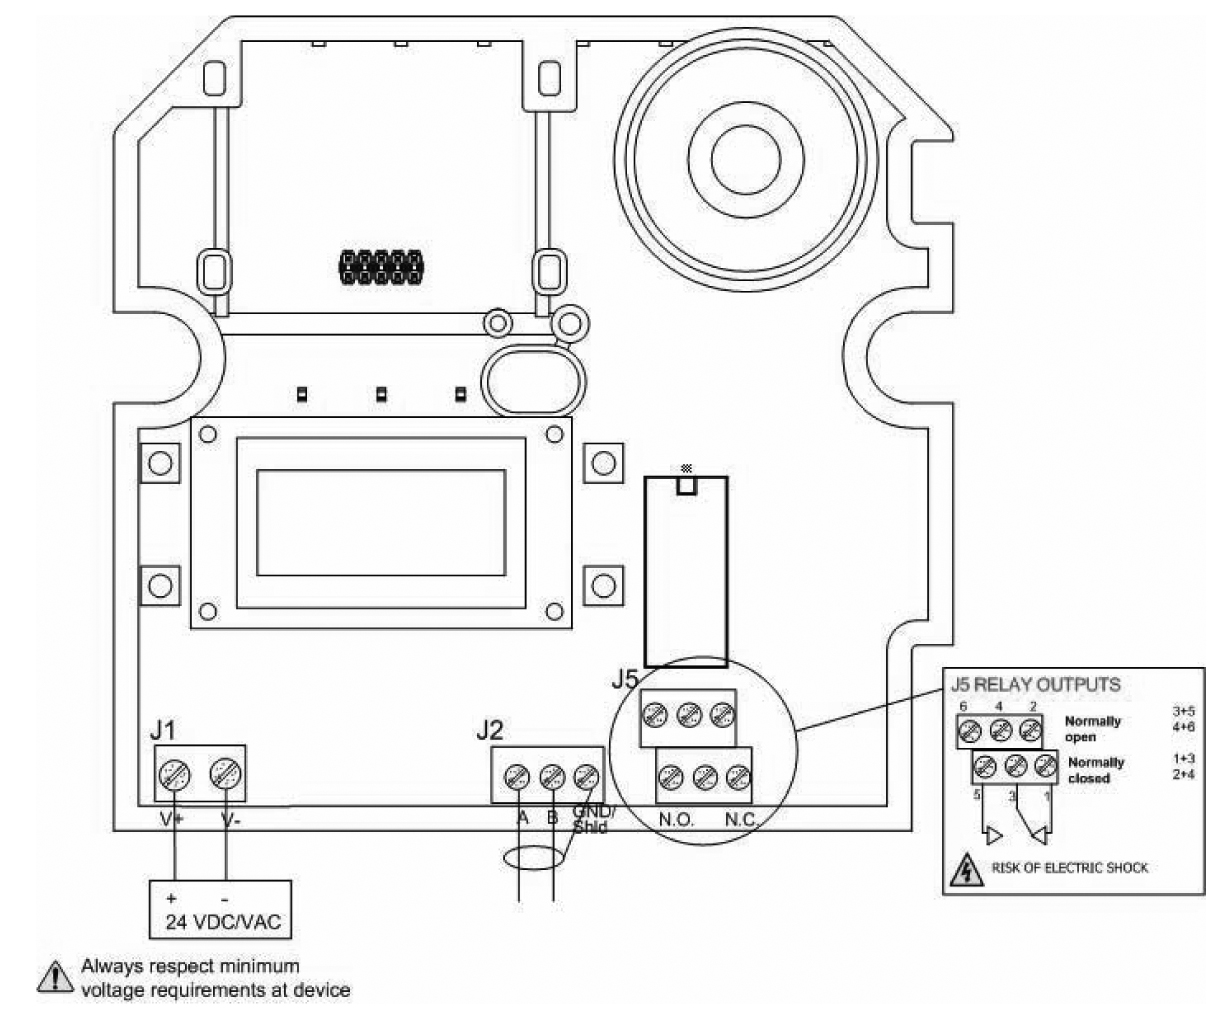 J5
J5 RELAY OUTPUTS
6 4 2
Normally
open
3+5
4+6
Normally
closed
1+3
2+4
5 3 1
RISK OF ELECTRIC SHOCK
J1
J2
V+ V-
A B GND/
Shld
N.O. N.C.
+ -
24 VDC/VAC
Always respect minimum
voltage requirements at device